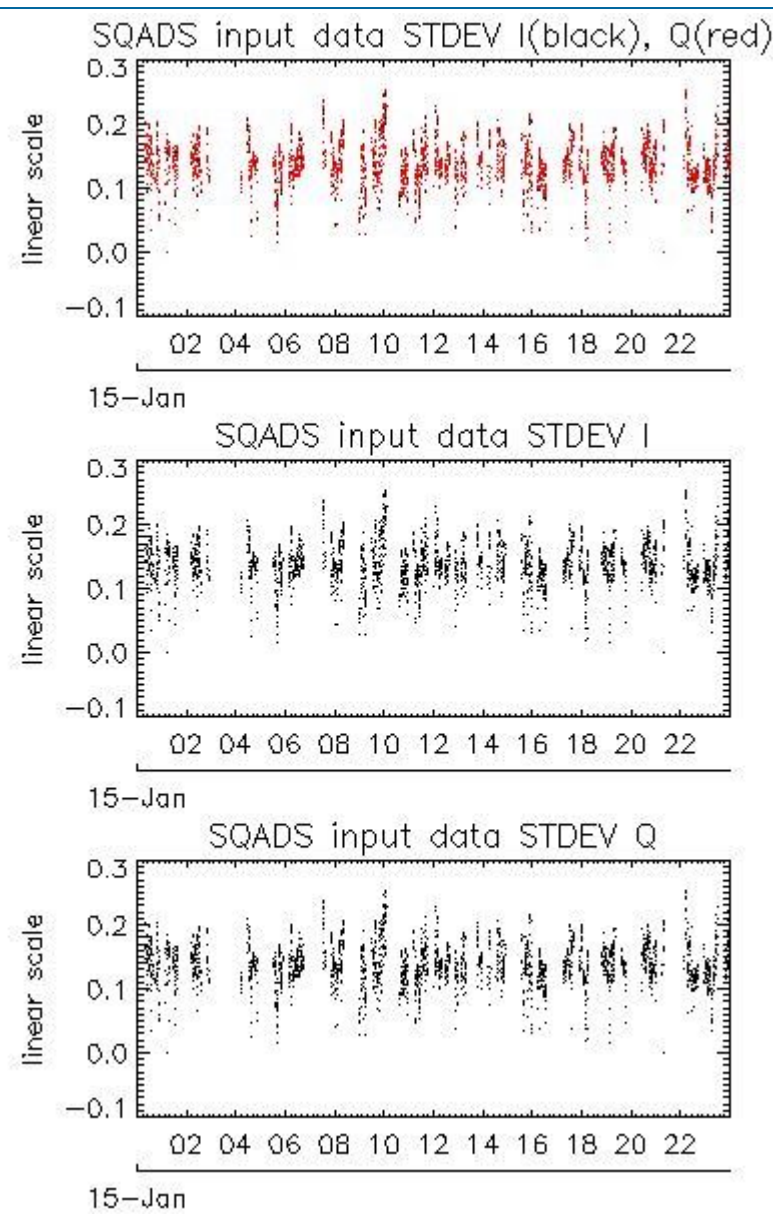 SQADS input data STDEV I(black), Q(red)
0.3
0.2
0.1
0.0
-0.1
linear scale
02 04 06 08 10 12 14 16 18 20 22
15-Jan
SQADS input data STDEV I
0.3
0.2
0.1
0.0
-0.1
linear scale
02 04 06 08 10 12 14 16 18 20 22
15-Jan
SQADS input data STDEV Q
0.3
0.2
0.1
0.0
-0.1
linear scale
02 04 06 08 10 12 14 16 18 20 22
15-Jan